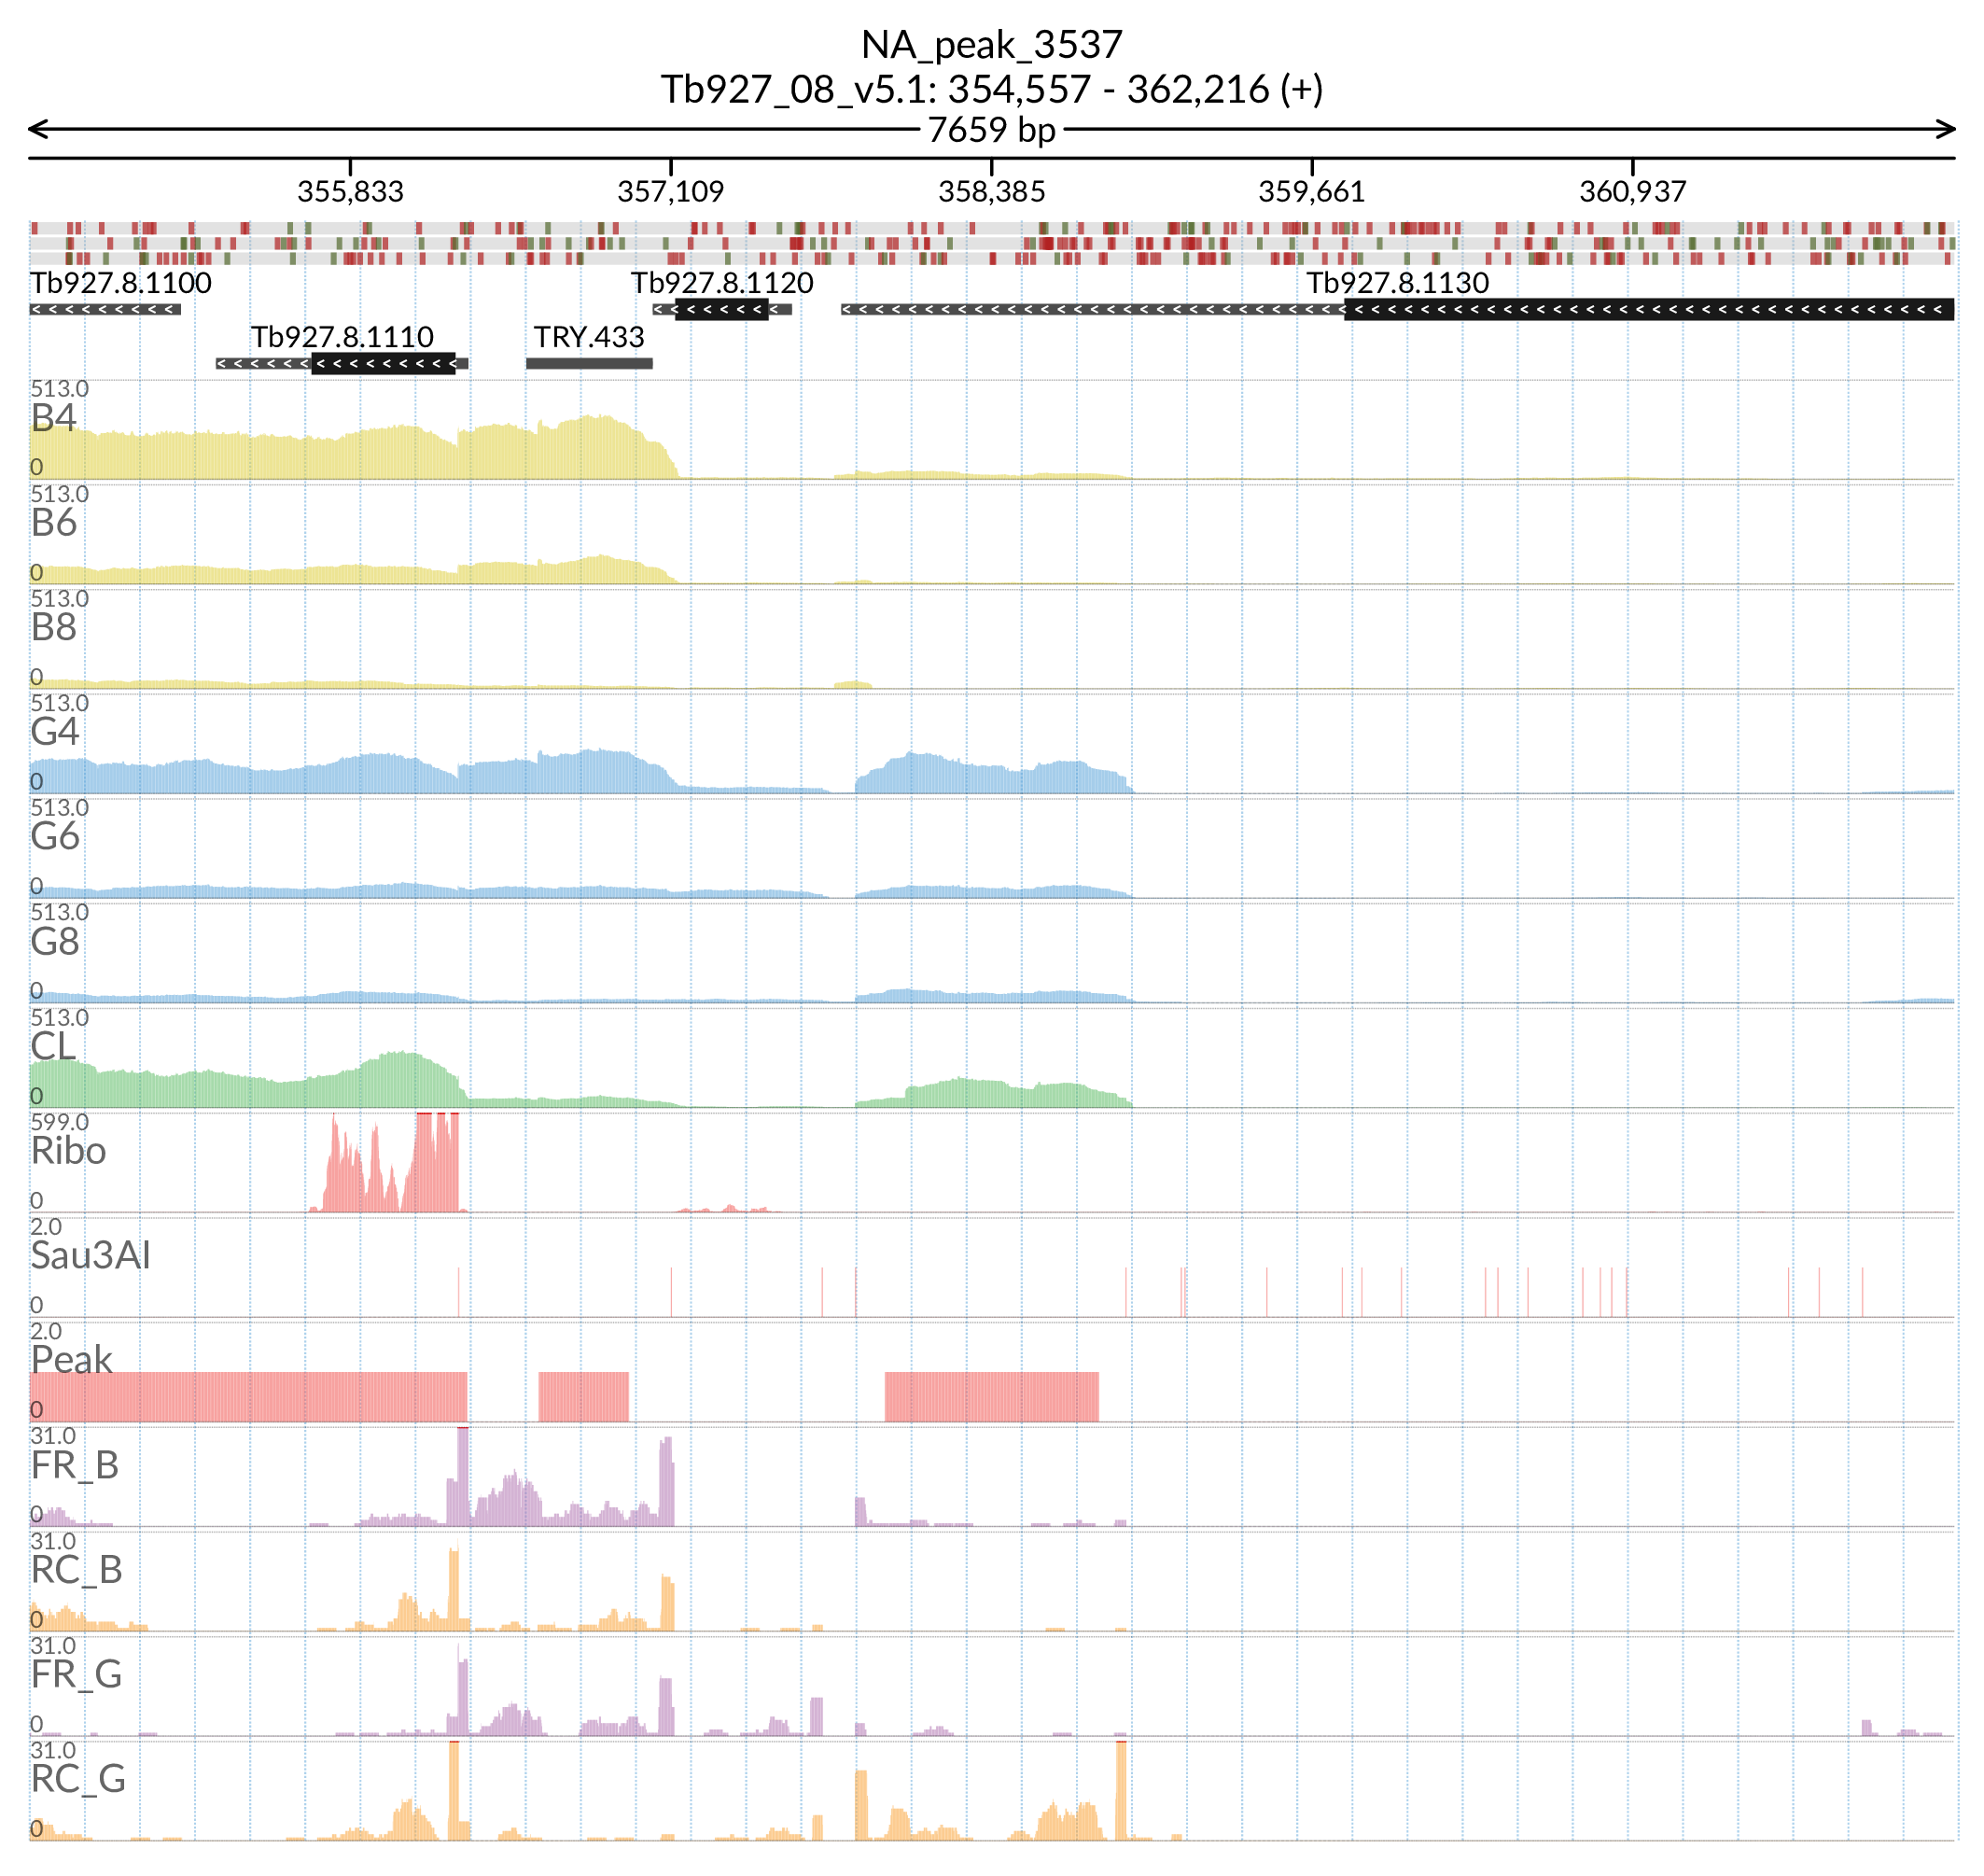 NA_peak_3537
Tb927_08_v5.1: 354,557 - 362,216 (+)
7659 bp
355,833 357,109 358,385 359,661 360,937
Tb927.8.1100 Tb927.8.1120 Tb927.8.1130
Tb927.8.1110 TRY.433
513.0
B4
0
513.0
B6
0
513.0
B8
0
513.0
G4
0
513.0
G6
0
513.0
G8
0
513.0
CL
0
599.0
Ribo
0
2.0
Sau3AI
0
2.0
Peak
0
31.0
FR_B
0
31.0
RC_B
0
31.0
FR_G
0
31.0
RC_G
0